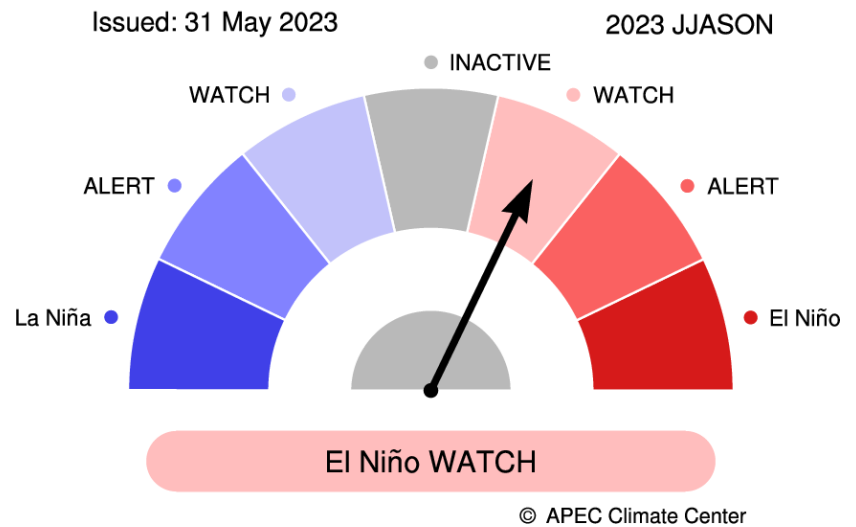 Issued: 31 May 2023
2023 JJASON
INACTIVE
WATCH
WATCH
ALERT
ALERT
La Niña
El Niño
El Niño WATCH
© APEC Climate Center